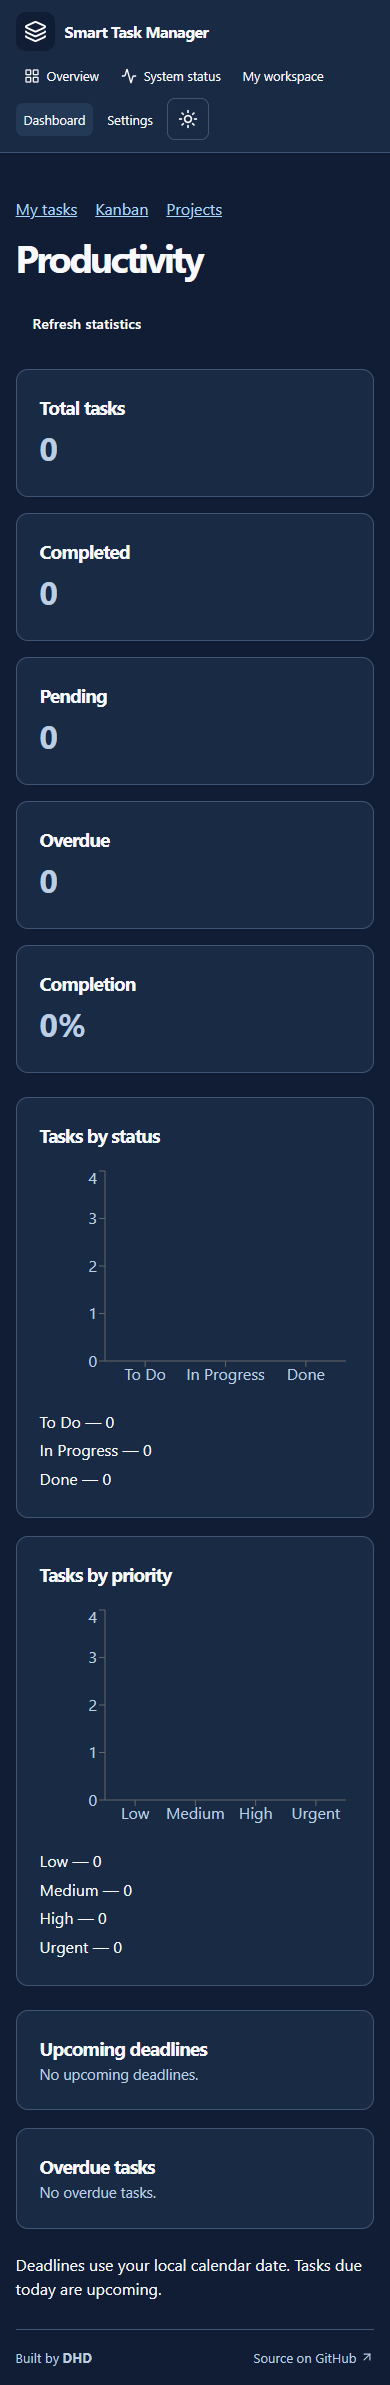 Smart Task Manager
Overview System status My workspace
Dashboard Settings
My tasks Kanban Projects
Productivity
Refresh statistics
Total tasks
0
Completed
0
Pending
0
Overdue
0
Completion
0%
Tasks by status
4
3
2
1
0
To Do In Progress Done
To Do — 0
In Progress — 0
Done — 0
Tasks by priority
4
3
2
1
0
Low Medium High Urgent
Low — 0
Medium — 0
High — 0
Urgent — 0
Upcoming deadlines
No upcoming deadlines.
Overdue tasks
No overdue tasks.
Deadlines use your local calendar date. Tasks due
today are upcoming.
Built by DHD Source on GitHub